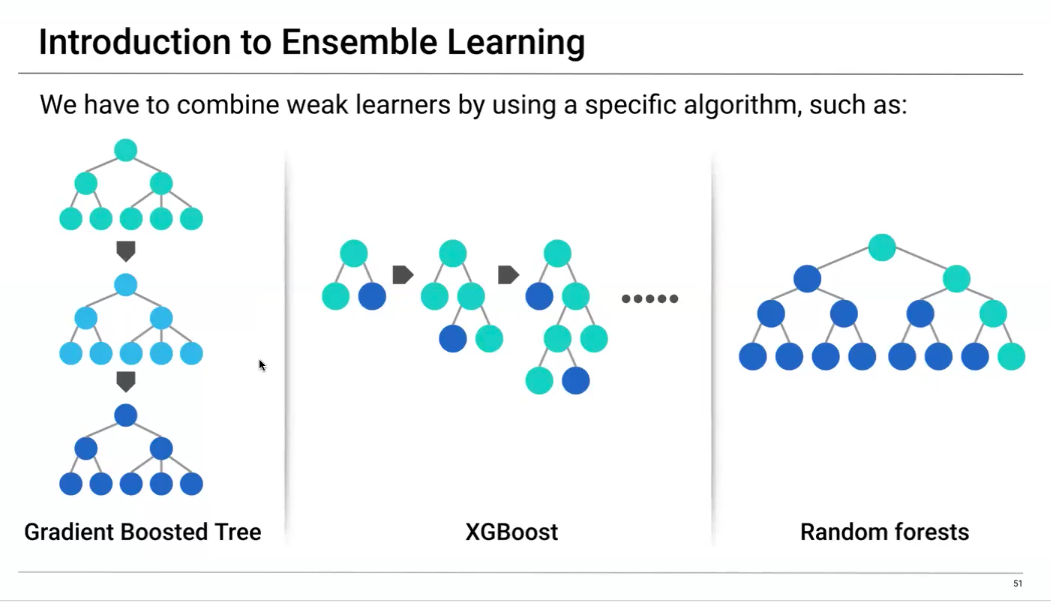 Introduction to Ensemble Learning
We have to combine weak learners by using a specific algorithm, such as:
Gradient Boosted Tree
XGBoost
Random forests
51